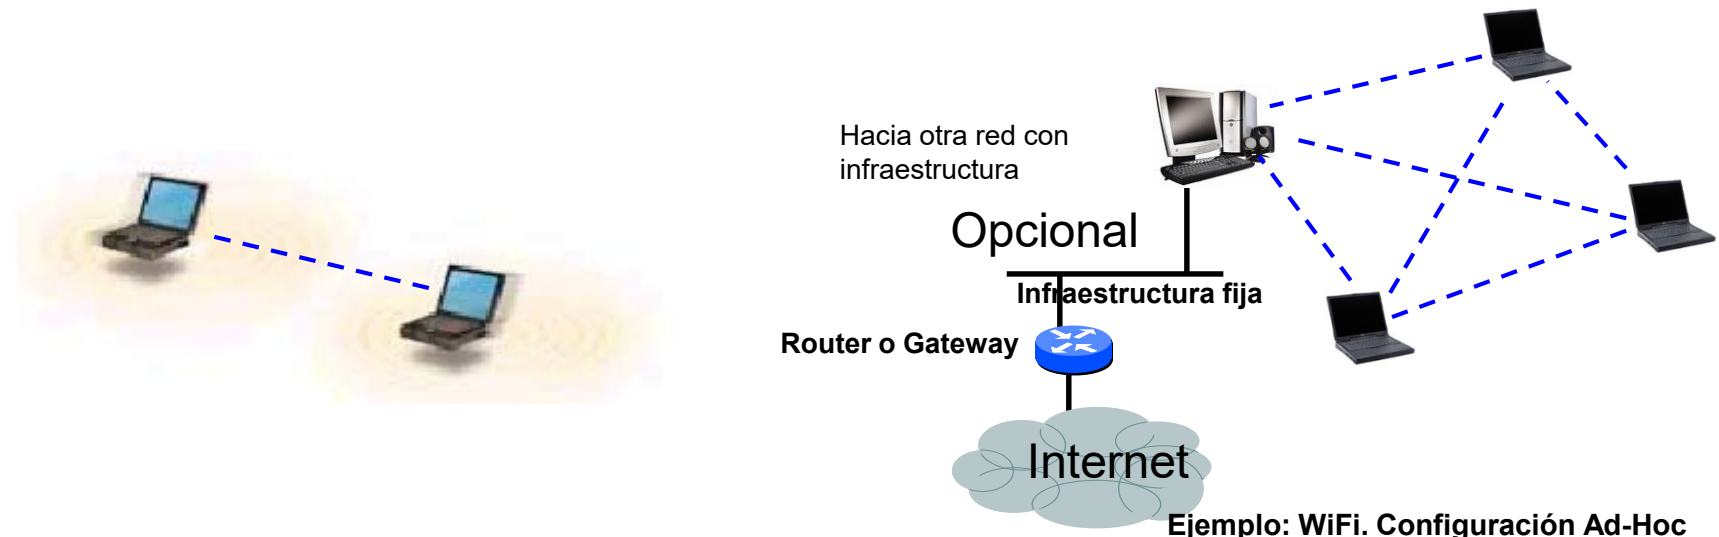 Hacia otra red con
infraestructura
Opcional
Infraestructura fija
Router o Gateway
Internet
Ejemplo: WiFi. Configuración Ad-Hoc